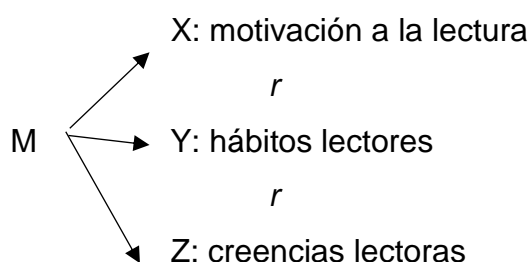 X: motivación a la lectura
r
M Y: hábitos lectores
r
Z: creencias lectoras